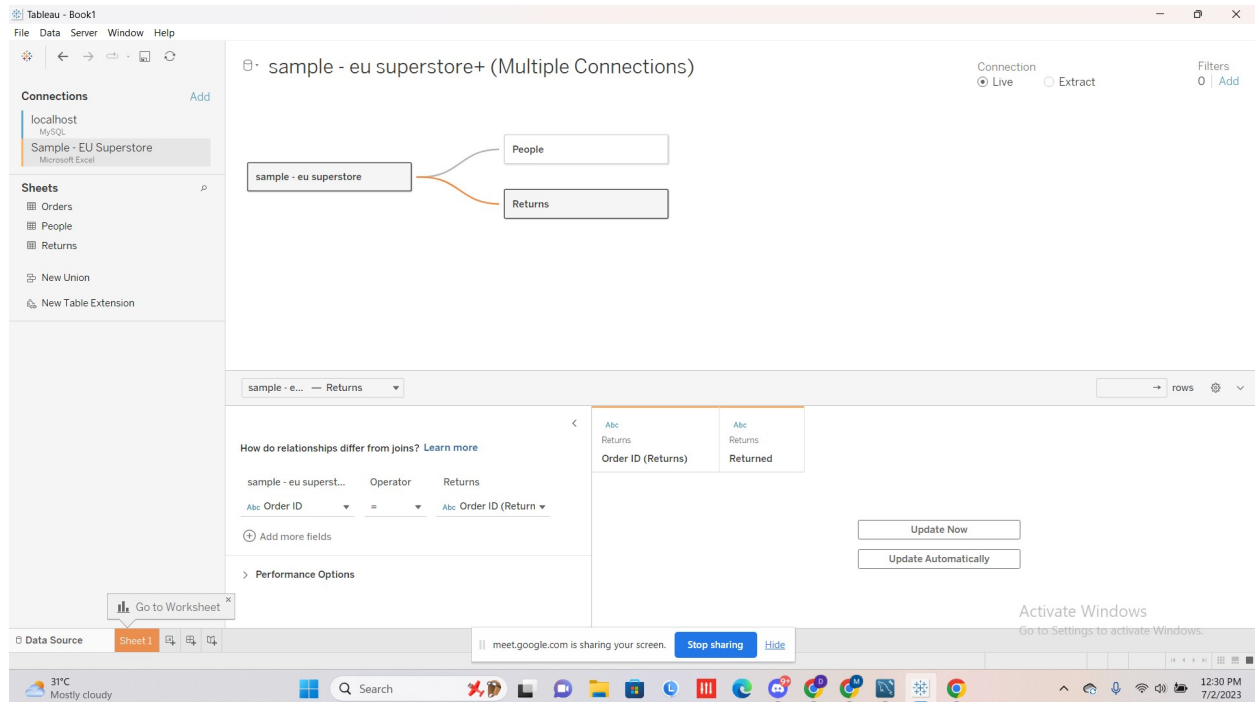 Tableau - Book1
File Data Server Window Help
sample - eu superstore+ (Multiple Connections)
Connection
Live
Extract
Filters
0 Add
Connections Add
localhost
MySQL
Sample - EU Superstore
Microsoft Excel
Sheets
Orders
People
Returns
New Union
New Table Extension
sample - eu superstore
People
Returns
sample - e... — Returns
rows
How do relationships differ from joins? Learn more
sample - eu superst... Operator Returns
Abc Order ID = Abc Order ID (Return
Add more fields
Performance Options
Abc
Returns
Order ID (Returns)
Abc
Returns
Returned
Update Now
Update Automatically
Activate Windows
Go to Settings to activate Windows.
Go to Worksheet
Data Source Sheet 1
meet.google.com is sharing your screen. Stop sharing Hide
31°C
Mostly cloudy
Search
12:30 PM
7/2/2023